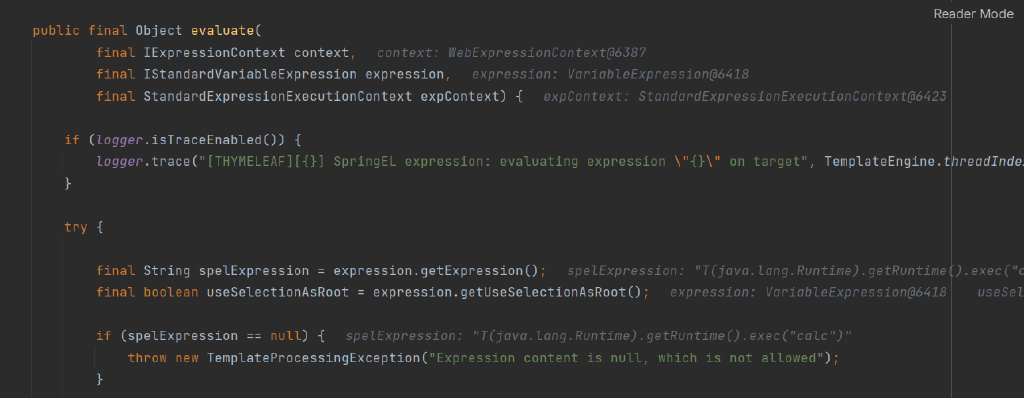 Reader Mode
public final Object evaluate(
final IExpressionContext context, context: WebExpressionContext@6387
final IStandardVariableExpression expression, expression: VariableExpression@6418
final StandardExpressionExecutionContext expContext) { expContext: StandardExpressionExecutionContext@6423
if (logger.isTraceEnabled()) {
logger.trace("[THYMELEAF][{}] SpringEL expression: evaluating expression \"{}\" on target", TemplateEngine.threadInde
}
try {
final String spelExpression = expression.getExpression(); spelExpression: "T(java.lang.Runtime).getRuntime().exec("c
final boolean useSelectionAsRoot = expression.getUseSelectionAsRoot(); expression: VariableExpression@6418 useSel
if (spelExpression == null) { spelExpression: "T(java.lang.Runtime).getRuntime().exec("calc")"
throw new TemplateProcessingException("Expression content is null, which is not allowed");
}